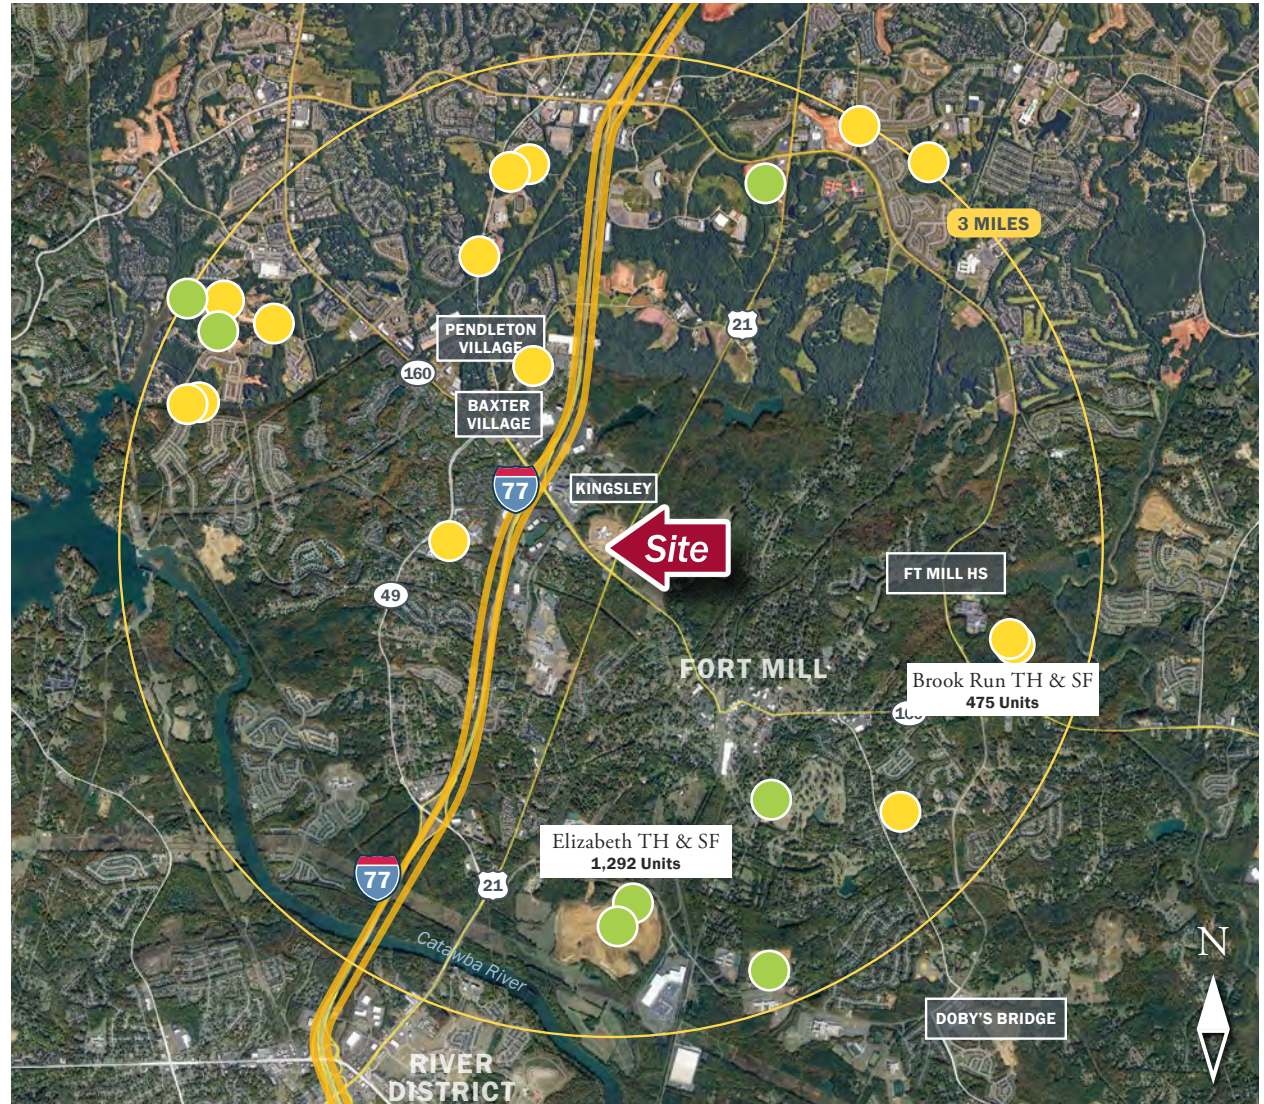 3 MILES
21
PENDLETON
VILLAGE
160
BAXTER
VILLAGE
77
KINGSLEY
Site
FT MILL HS
49
FORT MILL
Brook Run TH & SF
475 Units
Elizabeth TH & SF
1,292 Units
77
21
Catawba River
N
DOBY'S BRIDGE
RIVER
DISTRICT